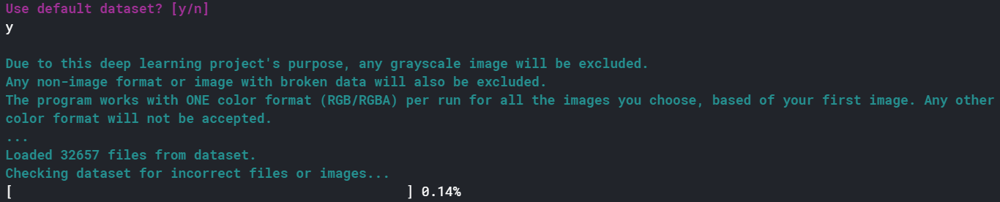 Use default dataset? [y/n]
y
Due to this deep learning project's purpose, any grayscale image will be excluded.
Any non-image format or image with broken data will also be excluded.
The program works with ONE color format (RGB/RGBA) per run for all the images you choose, based of your first image. Any other
color format will not be accepted.
...
Loaded 32657 files from dataset.
Checking dataset for incorrect files or images...
[                                                  ] 0.14%